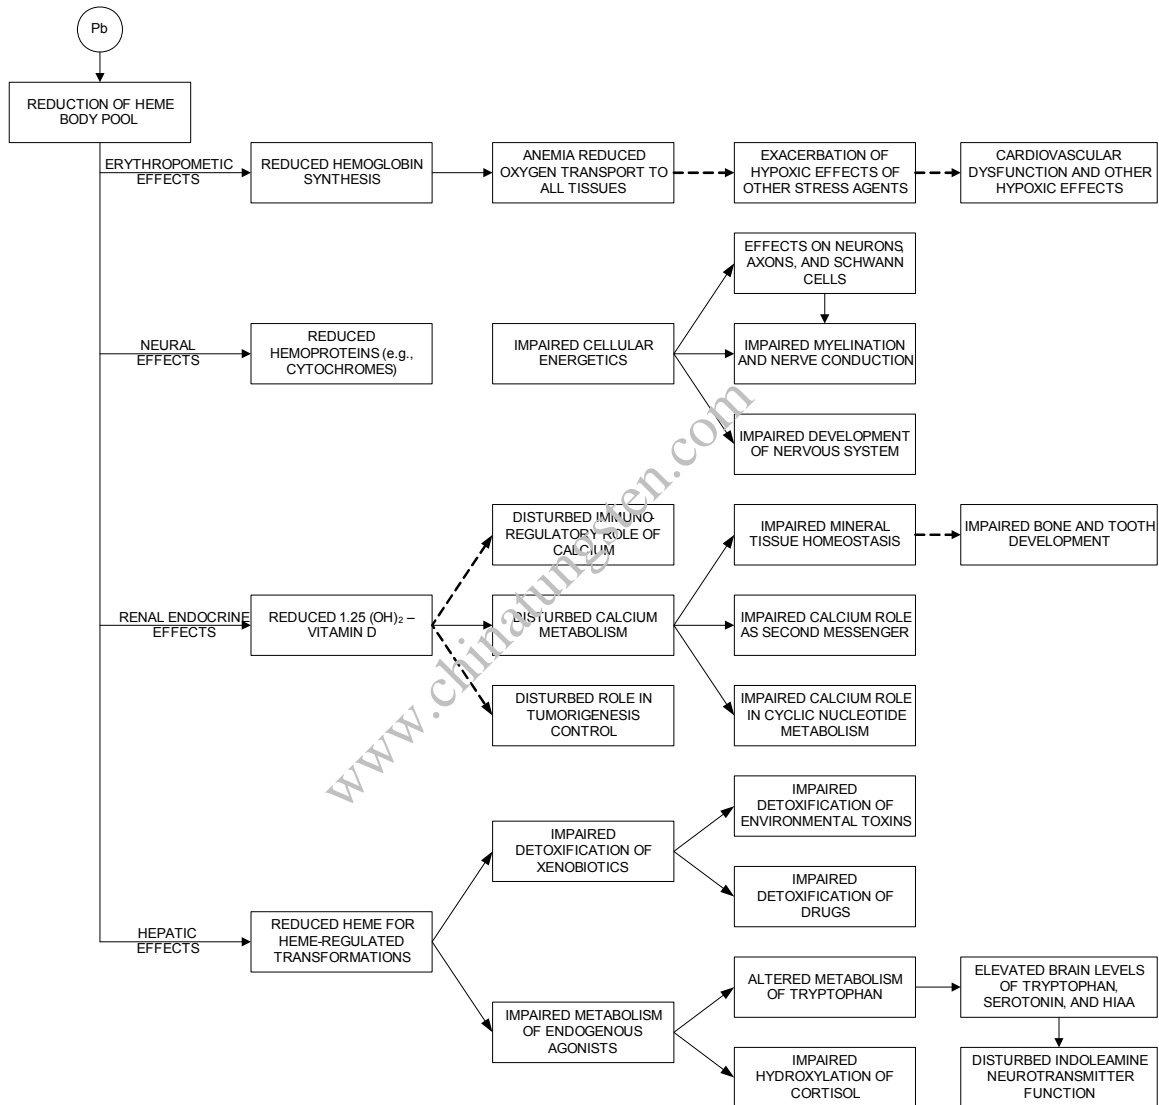 Pb
REDUCTION OF HEME
BODY POOL
ERYTHROPOMETIC
EFFECTS
REDUCED HEMOGLOBIN
SYNTHESIS
ANEMIA REDUCED
OXYGEN TRANSPORT TO
ALL TISSUES
EXACERBATION OF
HYPOXIC EFFECTS OF
OTHER STRESS AGENTS
CARDIOVASCULAR
DYSFUNCTION AND OTHER
HYPOXIC EFFECTS
NEURAL
EFFECTS
REDUCED
HEMOPROTEINS (e.g.,
CYTOCHROMES)
IMPAIRED CELLULAR
ENERGETICS
EFFECTS ON NEURONS,
AXONS, AND SCHWANN
CELLS
IMPAIRED MYELINATION
AND NERVE CONDUCTION
IMPAIRED DEVELOPMENT
OF NERVOUS SYSTEM
RENAL ENDOCRINE
EFFECTS
REDUCED 1.25 (OH)₂ –
VITAMIN D
DISTURBED IMMUNO-
REGULATORY ROLE OF
CALCIUM
DISTURBED CALCIUM
METABOLISM
DISTURBED ROLE IN
TUMORIGENESIS
CONTROL
IMPAIRED MINERAL
TISSUE HOMEOSTASIS
IMPAIRED BONE AND TOOTH
DEVELOPMENT
IMPAIRED CALCIUM ROLE
AS SECOND MESSENGER
IMPAIRED CALCIUM ROLE
IN CYCLIC NUCLEOTIDE
METABOLISM
HEPATIC
EFFECTS
REDUCED HEME FOR
HEME-REGULATED
TRANSFORMATIONS
IMPAIRED
DETOXIFICATION OF
XENOBIOTICS
IMPAIRED
DETOXIFICATION OF
ENVIRONMENTAL TOXINS
IMPAIRED
DETOXIFICATION OF
DRUGS
IMPAIRED METABOLISM
OF ENDOGENOUS
AGONISTS
ALTERED METABOLISM
OF TRYPTOPHAN
ELEVATED BRAIN LEVELS
OF TRYPTOPHAN,
SEROTONIN, AND HIAA
IMPAIRED
HYDROXYLATION OF
CORTISOL
DISTURBED INDOLEAMINE
NEUROTRANSMITTER
FUNCTION
www.chinatungsten.com